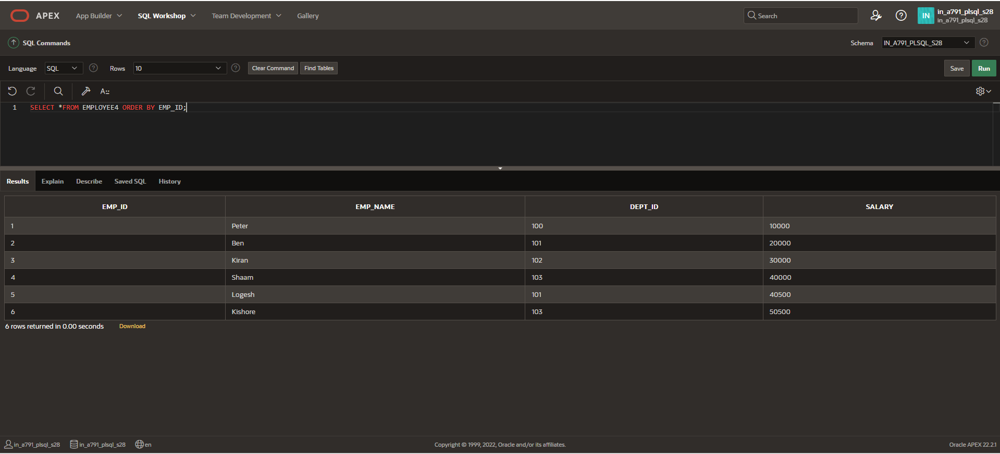 APEX App Builder SQL Workshop Team Development Gallery Search IN in_a791_plsql_s28
in_a791_plsql_s28
SQL Commands Schema IN_A791_PLSQL_S28
Language SQL Rows 10 Clear Command Find Tables Save Run
A
1 SELECT *FROM EMPLOYEE4 ORDER BY EMP_ID;
Results Explain Describe Saved SQL History
EMP_ID EMP_NAME DEPT_ID SALARY
1 Peter 100 10000
2 Ben 101 20000
3 Kiran 102 30000
4 Shaam 103 40000
5 Logesh 101 40500
6 Kishore 103 50500
6 rows returned in 0.00 seconds Download
in_a791_plsql_s28 in_a791_plsql_s28 en Copyright © 1999, 2022, Oracle and/or its affiliates. Oracle APEX 22.2.1